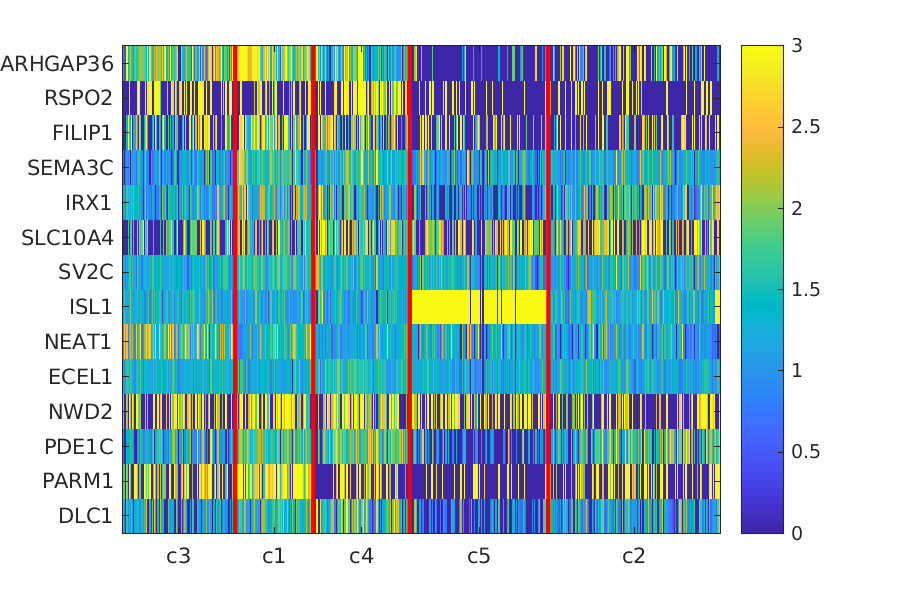 ARHGAP36
RSPO2
FILIP1
SEMA3C
IRX1
SLC10A4
SV2C
ISL1
NEAT1
ECEL1
NWD2
PDE1C
PARM1
DLC1
c3 c1 c4 c5 c2
3
2.5
2
1.5
1
0.5
0